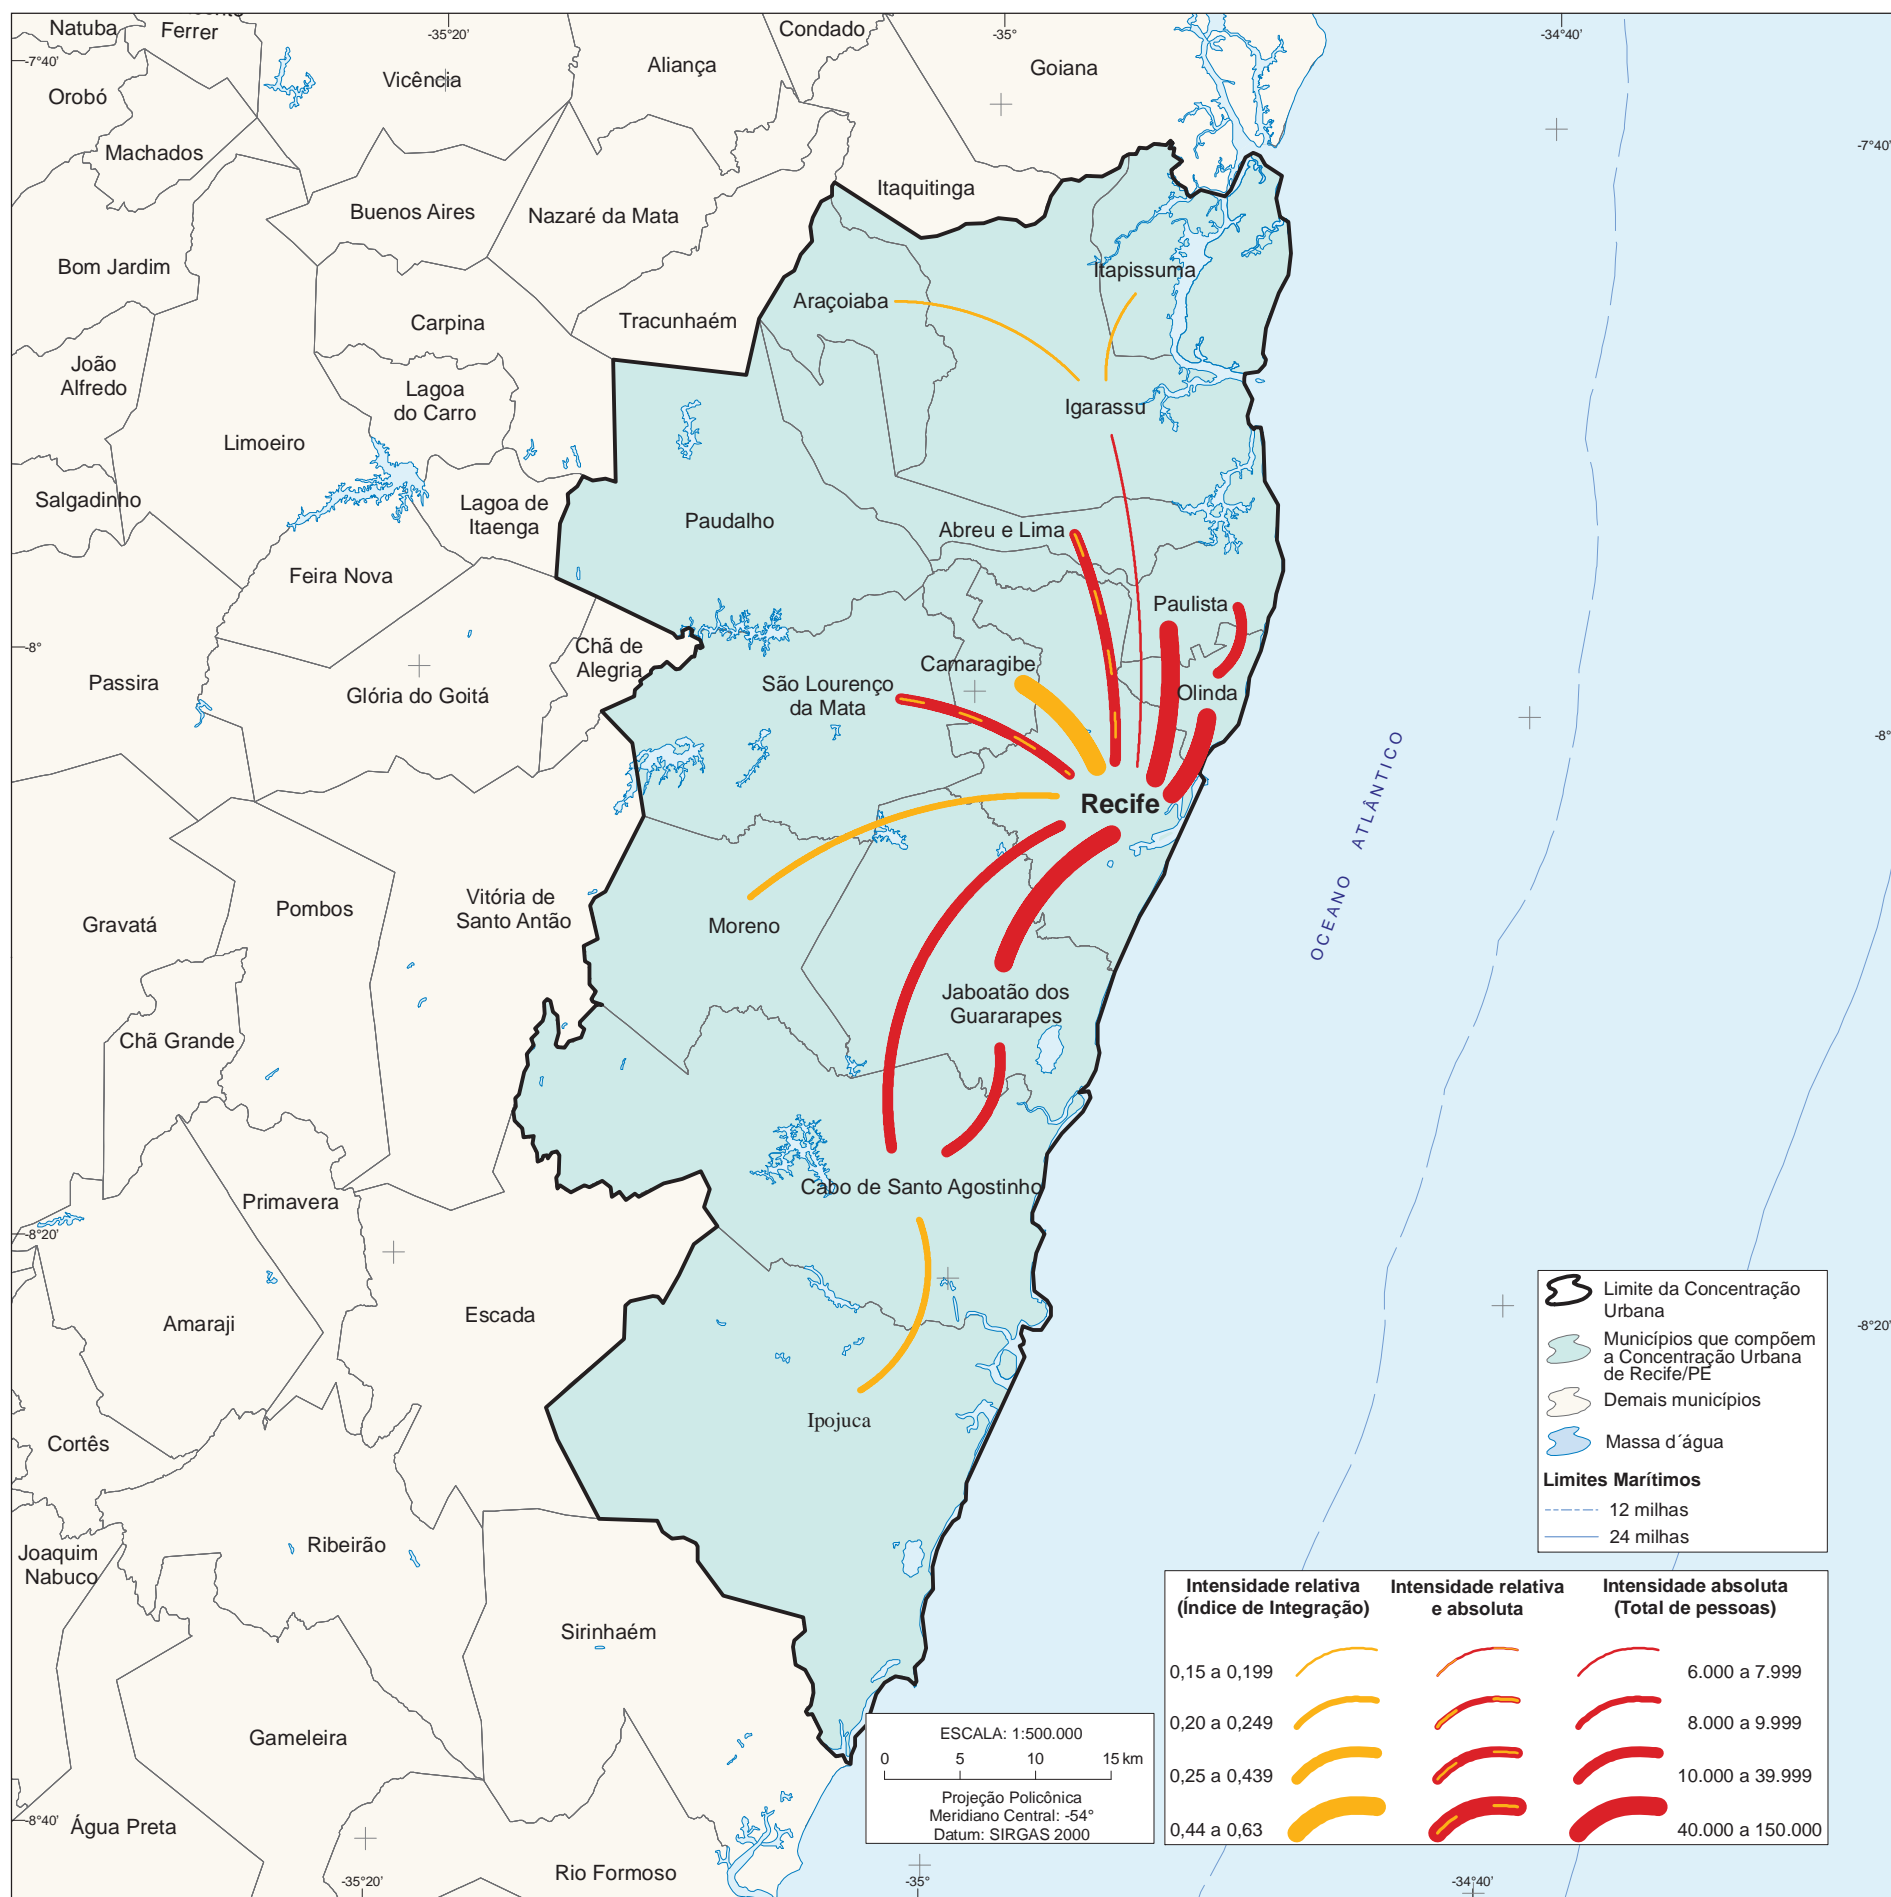 Natuba
Ferrer
-35°20'
Condado
-35°
-34°40'
-7°40'
Vicência
Aliança
Goiana
Orobó
Machados
-7°40'
Itaquitinga
Buenos Aires
Nazaré da Mata
Bom Jardim
Itapissuma
Araçoiaba
Carpina
Tracunhaém
João
Alfredo
Lagoa
do Carro
Igarassu
Limoeiro
Salgadinho
Lagoa de
Itaenga
Paudalho
Abreu e Lima
Feira Nova
Paulista
-8°
Chã de
Alegria
Camaragibe
Passira
Glória do Goitá
São Lourenço
da Mata
Olinda
-8°
OCEANO ATLÂNTICO
Recife
Vitória de
Santo Antão
Pombos
Gravatá
Moreno
Jaboatão dos
Guararapes
Chã Grande
Cabo de Santo Agostinho
Primavera
-8°20'
Amaraji
Escada
-8°20'
Ipojuca
Cortês
Joaquim
Nabuco
Ribeirão
Sirinhaém
Gameleira
-8°40'
Água Preta
Rio Formoso
-35°20'
-35°
-34°40'
Limite da Concentração
Urbana
Municípios que compõem
a Concentração Urbana
de Recife/PE
Demais municípios
Massa d´água
Limites Marítimos
12 milhas
24 milhas
Intensidade relativa
(Índice de Integração)
Intensidade relativa
e absoluta
Intensidade absoluta
(Total de pessoas)
0,15 a 0,199
6.000 a 7.999
0,20 a 0,249
8.000 a 9.999
0,25 a 0,439
10.000 a 39.999
0,44 a 0,63
40.000 a 150.000
ESCALA: 1:500.000
0 5 10 15 km
Projeção Policônica
Meridiano Central: -54°
Datum: SIRGAS 2000